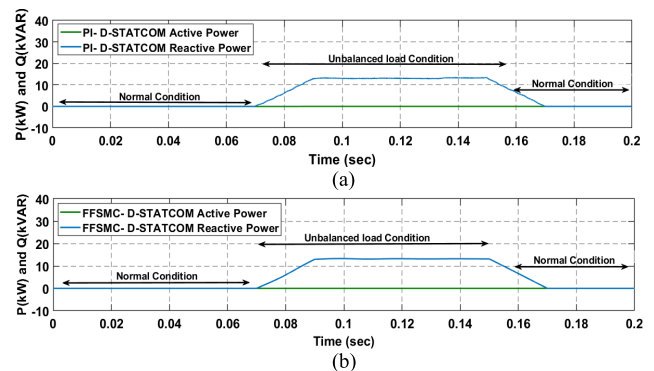 P(kW) and Q(kVAR)
40
30
20
10
0
-10
PI- D-STATCOM Active Power
PI- D-STATCOM Reactive Power
Unbalanced load Condition
Normal Condition
Normal Condition
0 0.02 0.04 0.06 0.08 0.1 0.12 0.14 0.16 0.18 0.2
Time (sec)
(a)
P(kW) and Q(kVAR)
40
30
20
10
0
-10
FFSMC- D-STATCOM Active Power
FFSMC- D-STATCOM Reactive Power
Unbalanced load Condition
Normal Condition
Normal Condition
0 0.02 0.04 0.06 0.08 0.1 0.12 0.14 0.16 0.18 0.2
Time (sec)
(b)